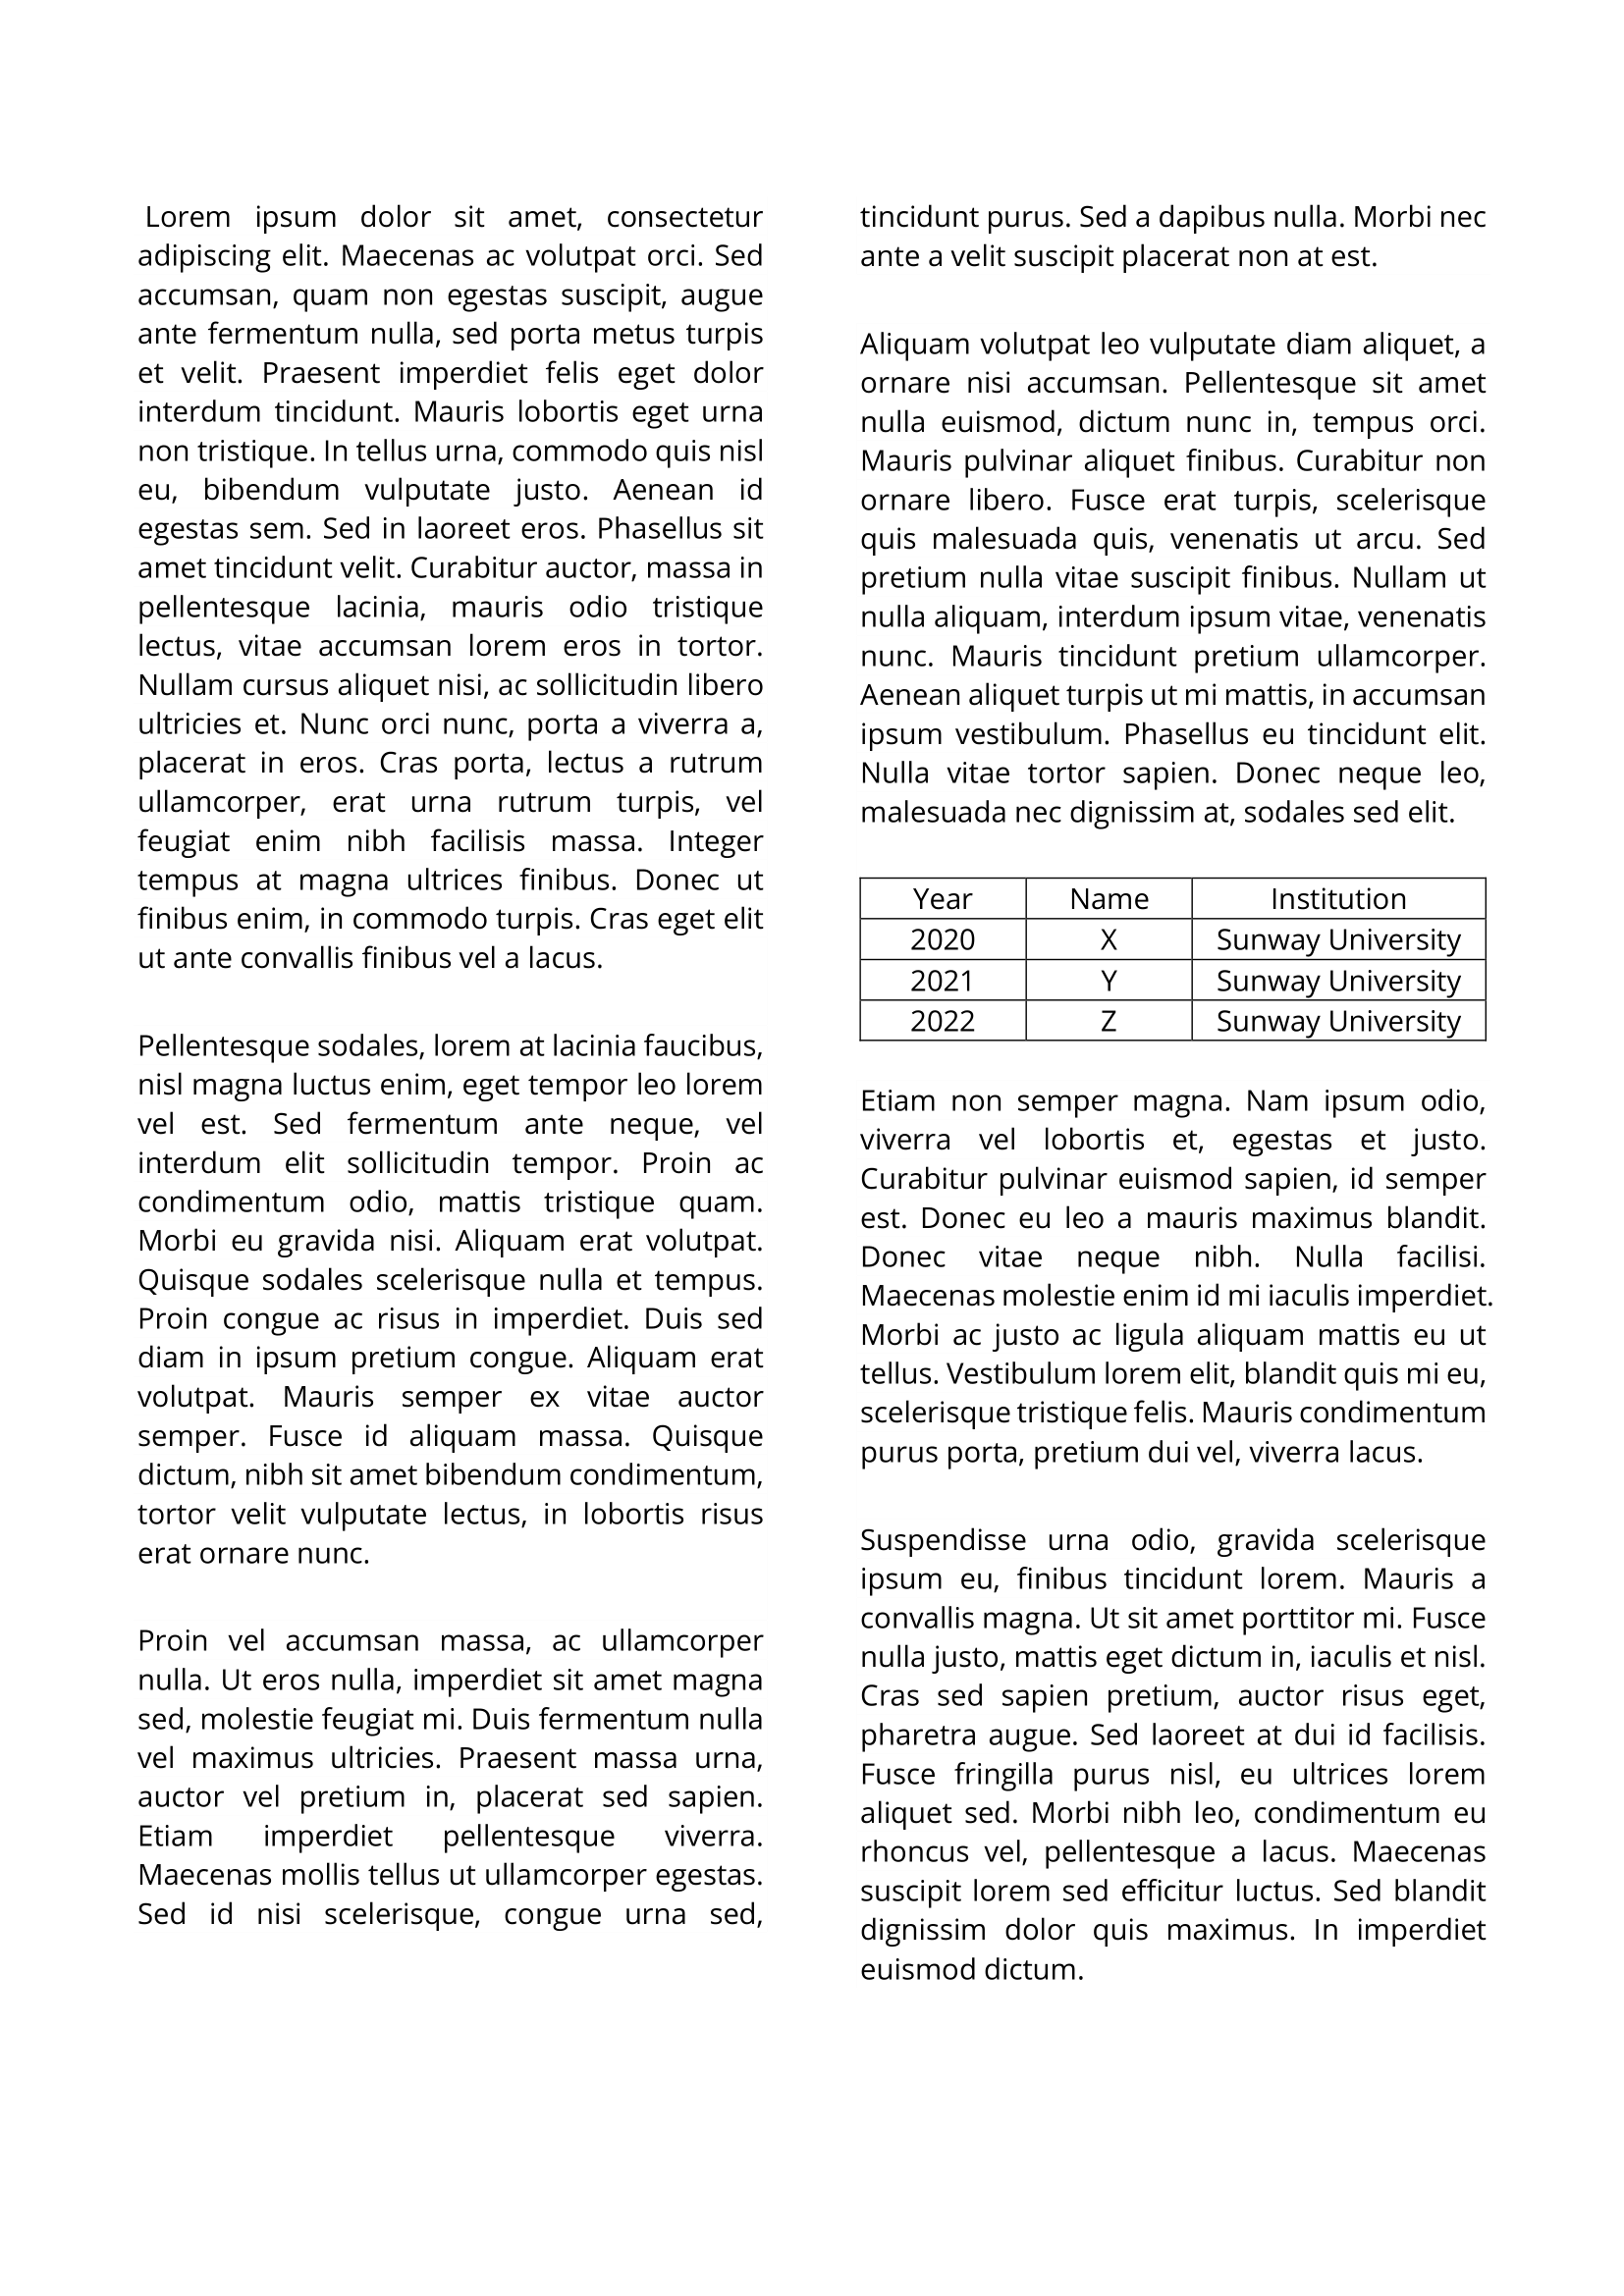 Lorem ipsum dolor sit amet, consectetur
adipiscing elit. Maecenas ac volutpat orci. Sed
accumsan, quam non egestas suscipit, augue
ante fermentum nulla, sed porta metus turpis
et velit. Praesent imperdiet felis eget dolor
interdum tincidunt. Mauris lobortis eget urna
non tristique. In tellus urna, commodo quis nisl
eu, bibendum vulputate justo. Aenean id
egestas sem. Sed in laoreet eros. Phasellus sit
amet tincidunt velit. Curabitur auctor, massa in
pellentesque lacinia, mauris odio tristique
lectus, vitae accumsan lorem eros in tortor.
Nullam cursus aliquet nisi, ac sollicitudin libero
ultricies et. Nunc orci nunc, porta a viverra a,
placerat in eros. Cras porta, lectus a rutrum
ullamcorper, erat urna rutrum turpis, vel
feugiat enim nibh facilisis massa. Integer
tempus at magna ultrices finibus. Donec ut
finibus enim, in commodo turpis. Cras eget elit
ut ante convallis finibus vel a lacus.
Pellentesque sodales, lorem at lacinia faucibus,
nisl magna luctus enim, eget tempor leo lorem
vel est. Sed fermentum ante neque, vel
interdum elit sollicitudin tempor. Proin ac
condimentum odio, mattis tristique quam.
Morbi eu gravida nisi. Aliquam erat volutpat.
Quisque sodales scelerisque nulla et tempus.
Proin congue ac risus in imperdiet. Duis sed
diam in ipsum pretium congue. Aliquam erat
volutpat. Mauris semper ex vitae auctor
semper. Fusce id aliquam massa. Quisque
dictum, nibh sit amet bibendum condimentum,
tortor velit vulputate lectus, in lobortis risus
erat ornare nunc.
Proin vel accumsan massa, ac ullamcorper
nulla. Ut eros nulla, imperdiet sit amet magna
sed, molestie feugiat mi. Duis fermentum nulla
vel maximus ultricies. Praesent massa urna,
auctor vel pretium in, placerat sed sapien.
Etiam imperdiet pellentesque viverra.
Maecenas mollis tellus ut ullamcorper egestas.
Sed id nisi scelerisque, congue urna sed,
tincidunt purus. Sed a dapibus nulla. Morbi nec
ante a velit suscipit placerat non at est.
Aliquam volutpat leo vulputate diam aliquet, a
ornare nisi accumsan. Pellentesque sit amet
nulla euismod, dictum nunc in, tempus orci.
Mauris pulvinar aliquet finibus. Curabitur non
ornare libero. Fusce erat turpis, scelerisque
quis malesuada quis, venenatis ut arcu. Sed
pretium nulla vitae suscipit finibus. Nullam ut
nulla aliquam, interdum ipsum vitae, venenatis
nunc. Mauris tincidunt pretium ullamcorper.
Aenean aliquet turpis ut mi mattis, in accumsan
ipsum vestibulum. Phasellus eu tincidunt elit.
Nulla vitae tortor sapien. Donec neque leo,
malesuada nec dignissim at, sodales sed elit.
Year Name Institution
2020 X Sunway University
2021 Y Sunway University
2022 Z Sunway University
Etiam non semper magna. Nam ipsum odio,
viverra vel lobortis et, egestas et justo.
Curabitur pulvinar euismod sapien, id semper
est. Donec eu leo a mauris maximus blandit.
Donec vitae neque nibh. Nulla facilisi.
Maecenas molestie enim id mi iaculis imperdiet.
Morbi ac justo ac ligula aliquam mattis eu ut
tellus. Vestibulum lorem elit, blandit quis mi eu,
scelerisque tristique felis. Mauris condimentum
purus porta, pretium dui vel, viverra lacus.
Suspendisse urna odio, gravida scelerisque
ipsum eu, finibus tincidunt lorem. Mauris a
convallis magna. Ut sit amet porttitor mi. Fusce
nulla justo, mattis eget dictum in, iaculis et nisl.
Cras sed sapien pretium, auctor risus eget,
pharetra augue. Sed laoreet at dui id facilisis.
Fusce fringilla purus nisl, eu ultrices lorem
aliquet sed. Morbi nibh leo, condimentum eu
rhoncus vel, pellentesque a lacus. Maecenas
suscipit lorem sed efficitur luctus. Sed blandit
dignissim dolor quis maximus. In imperdiet
euismod dictum.